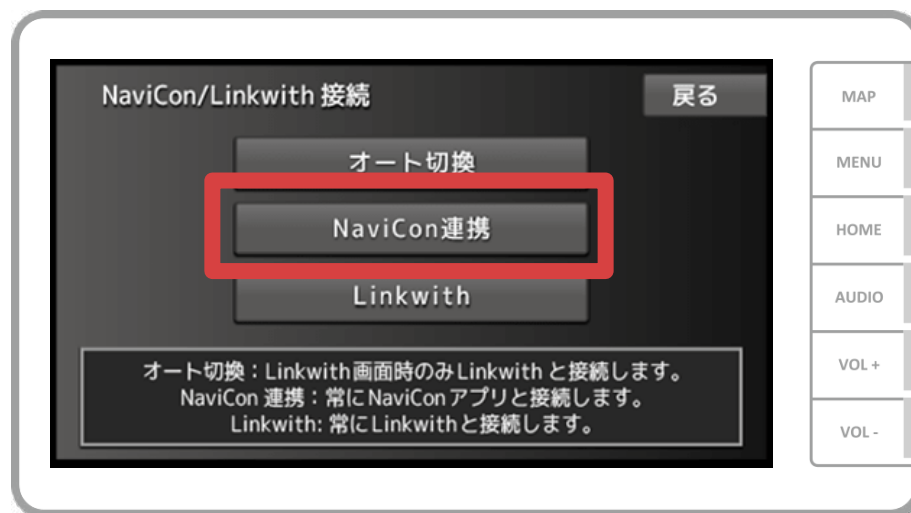 NaviCon/Linkwith 接続
戻る
オート切換
NaviCon連携
Linkwith
オート切換：Linkwith画面時のみLinkwith と接続します。
NaviCon 連携：常にNaviConアプリと接続します。
Linkwith: 常にLinkwithと接続します。
MAP
MENU
HOME
AUDIO
VOL +
VOL -